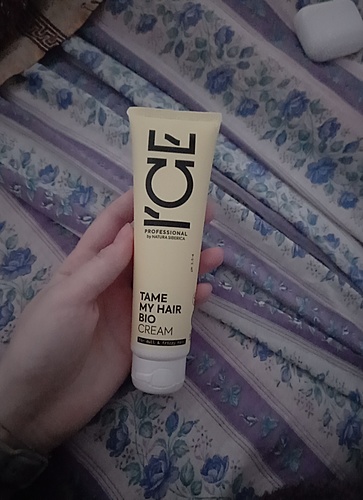 I'CE
PROFESSIONAL
by NATURA SIBERICA
TAME
MY HAIR
BIO
CREAM